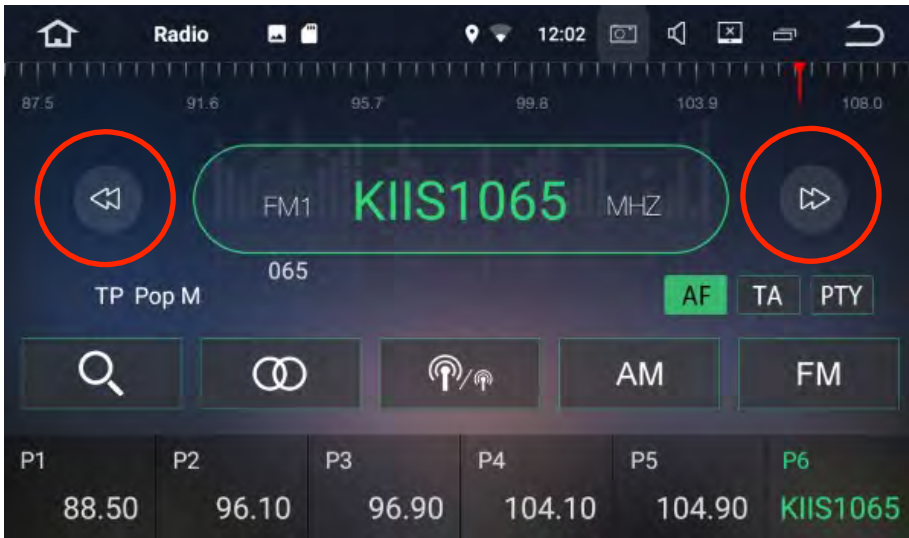 Radio 12:02
87.5 91.6 95.7 99.8 103.9 108.0
FM1 KIIS1065 MHZ
065
TP Pop M AF TA PTY
AM FM
P1 P2 P3 P4 P5 P6
88.50 96.10 96.90 104.10 104.90 KIIS1065